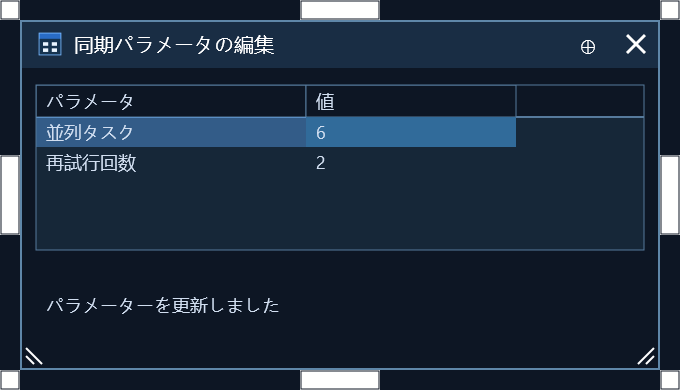 同期パラメータの編集
パラメータ 値
並列タスク 6
再試行回数 2
パラメーターを更新しました